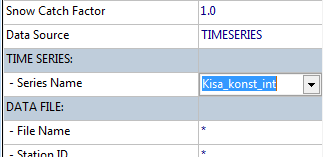 Snow Catch Factor 1.0
Data Source TIMESERIES
TIME SERIES:
- Series Name Kisa_konst_int
DATA FILE:
- File Name *
- Station ID *